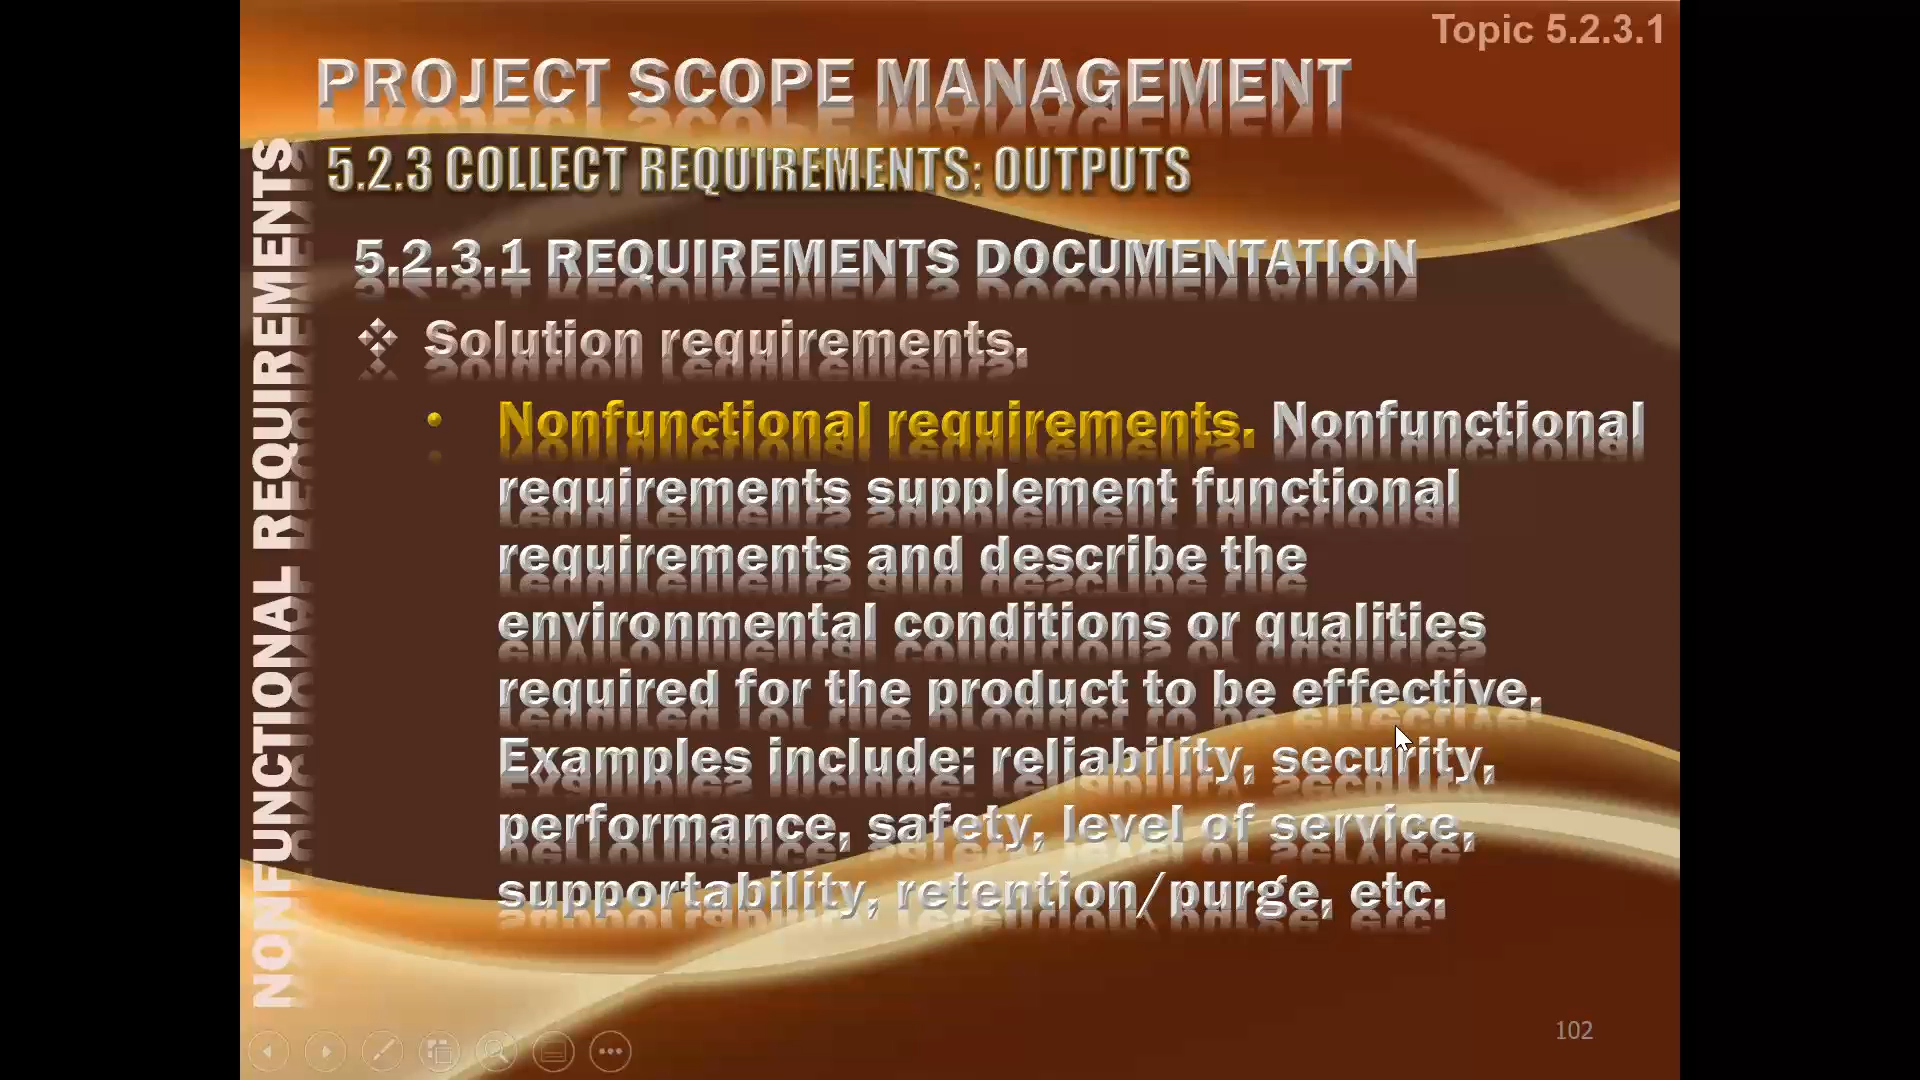 Topic 5.2.3.1
PROJECT SCOPE MANAGEMENT
5.2.3 COLLECT REQUIREMENTS: OUTPUTS
NONFUNCTIONAL REQUIREMENTS
5.2.3.1 REQUIREMENTS DOCUMENTATION
❖ Solution requirements.
• Nonfunctional requirements. Nonfunctional
requirements supplement functional
requirements and describe the
environmental conditions or qualities
required for the product to be effective.
Examples include: reliability, security,
performance, safety, level of service,
supportability, retention/purge, etc.
102